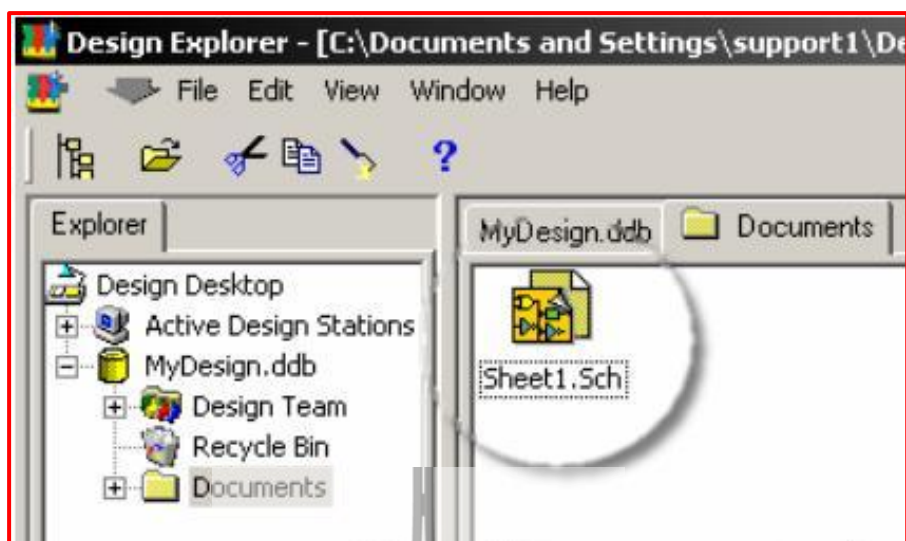 Design Explorer - [C:\Documents and Settings\support1\De
File Edit View Window Help
?
Explorer
MyDesign.ddb Documents
Design Desktop
Active Design Stations
MyDesign.ddb
Design Team
Recycle Bin
Documents
Sheet1.Sch